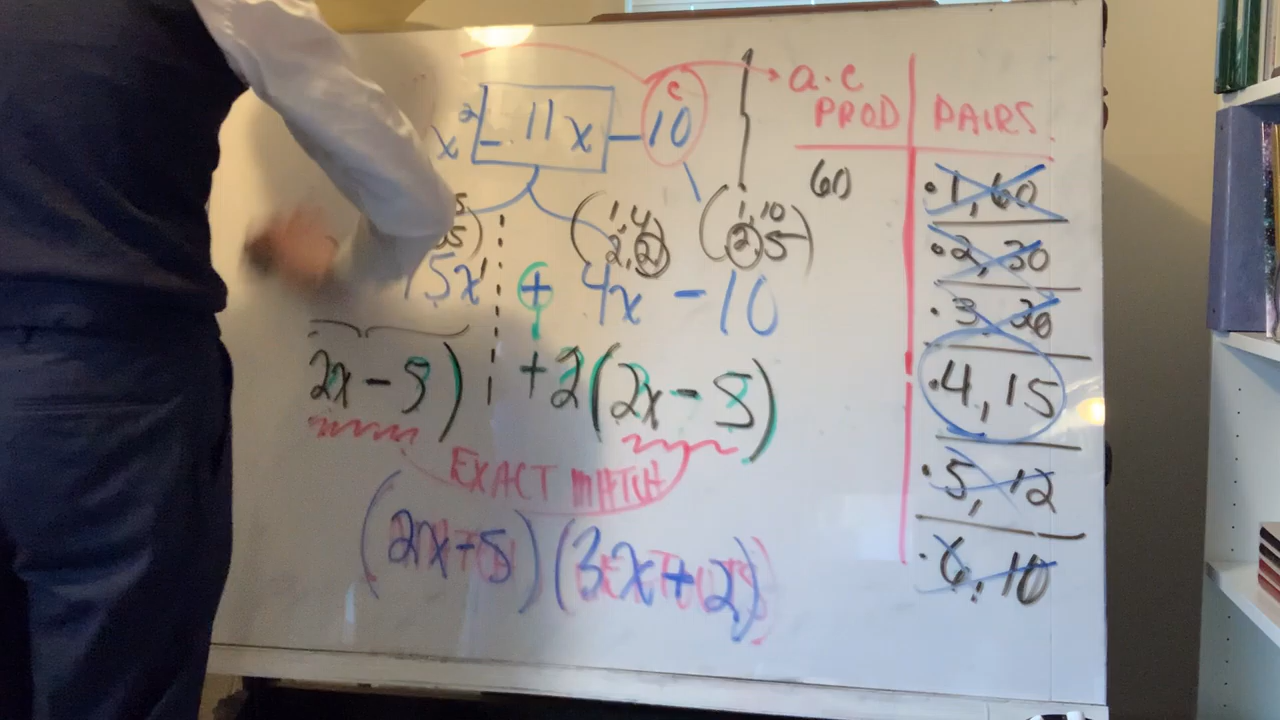 a.c
c
x² - 11x - 10
PROD
PAIRS
60
.1, 60
.2, 30
.3, 20
.4, 15
.5, 12
.6, 10
1, 4
2, 2
1, 10
2, 5
15x + 4x - 10
2x - 5) + 2(2x - 5)
EXACT MATCH
(2x - 5)(3x + 2)